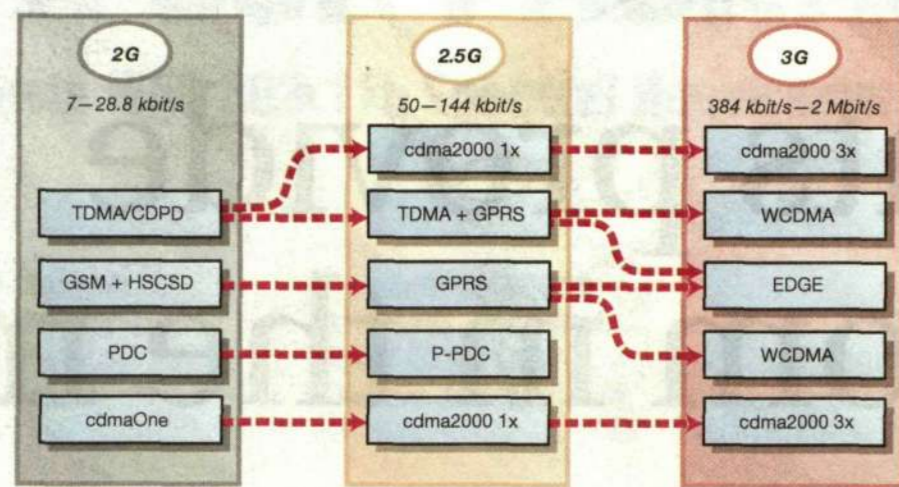 2G
7—28.8 kbit/s
TDMA/CDPD
GSM + HSCSD
PDC
cdmaOne
2.5G
50—144 kbit/s
cdma2000 1x
TDMA + GPRS
GPRS
P-PDC
cdma2000 1x
3G
384 kbit/s—2 Mbit/s
cdma2000 3x
WCDMA
EDGE
WCDMA
cdma2000 3x